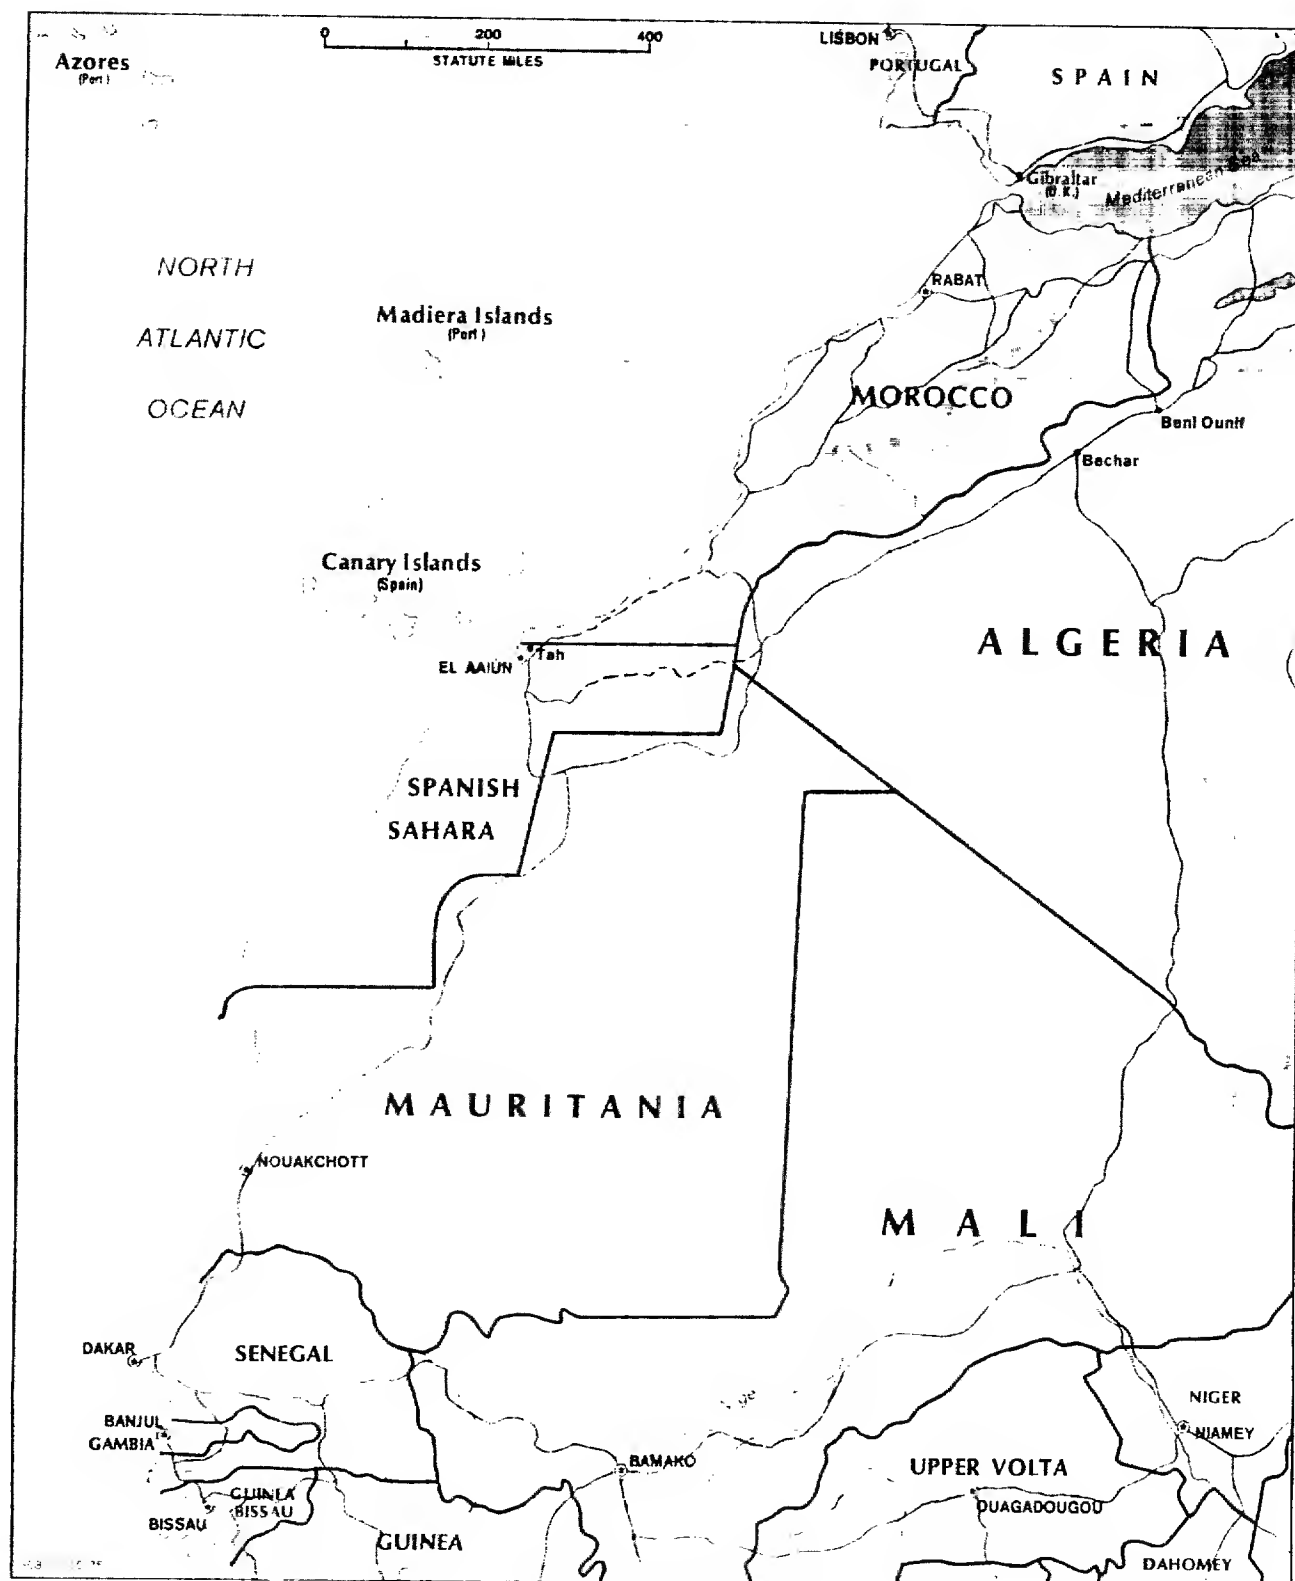 0 200 400
STATUTE MILES
Azores
(Port)
LISBON
PORTUGAL
SPAIN
Gibraltar
(U.K.)
Mediterranean Sea
NORTH
ATLANTIC
OCEAN
Madiera Islands
(Port)
RABAT
MOROCCO
Beni Ounif
Bechar
Canary Islands
(Spain)
ALGERIA
Tah
EL AAIÚN
SPANISH
SAHARA
MAURITANIA
NOUAKCHOTT
MALI
DAKAR
SENEGAL
BANJUL
GAMBIA
NIGER
NIAMEY
BAMAKO
UPPER VOLTA
OUAGADOUGOU
GUINEA
BISSAU
BISSAU
GUINEA
DAHOMEY